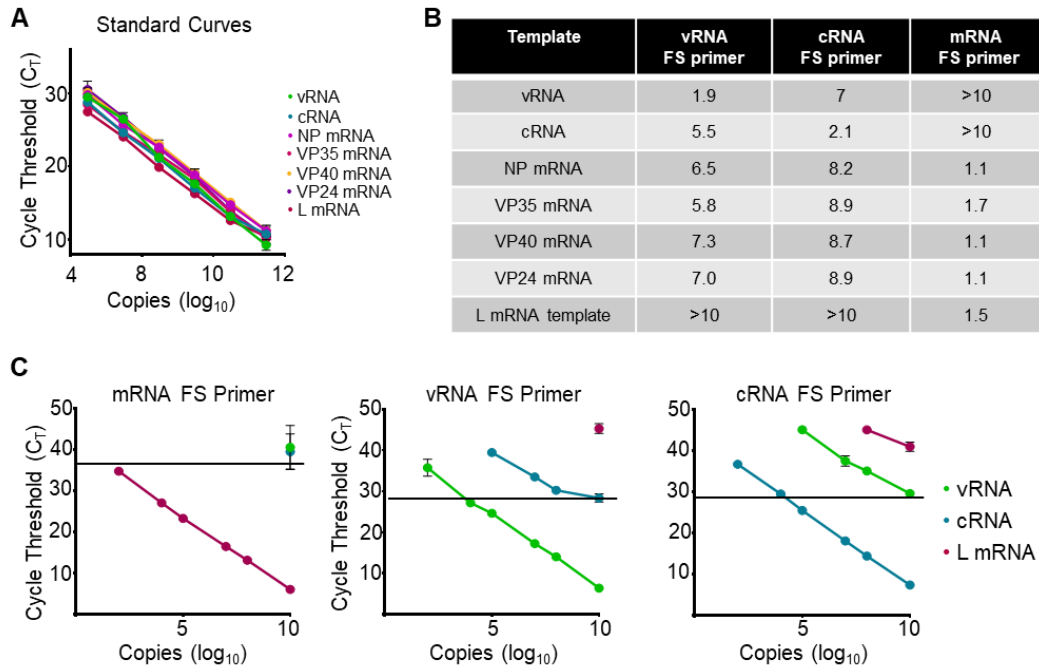 A
Standard Curves
Cycle Threshold (C_T)
30
20
10
4
6
8
10
12
Copies (log₁₀)
vRNA
cRNA
NP mRNA
VP35 mRNA
VP40 mRNA
VP24 mRNA
L mRNA
B
Template vRNA FS primer cRNA FS primer mRNA FS primer
vRNA 1.9 7 >10
cRNA 5.5 2.1 >10
NP mRNA 6.5 8.2 1.1
VP35 mRNA 5.8 8.9 1.7
VP40 mRNA 7.3 8.7 1.1
VP24 mRNA 7.0 8.9 1.1
L mRNA template >10 >10 1.5
C
mRNA FS Primer
Cycle Threshold (C_T)
50
40
30
20
10
5
10
Copies (log₁₀)
vRNA FS Primer
Cycle Threshold (C_T)
50
40
30
20
10
5
10
Copies (log₁₀)
cRNA FS Primer
Cycle Threshold (C_T)
50
40
30
20
10
5
10
Copies (log₁₀)
vRNA
cRNA
L mRNA